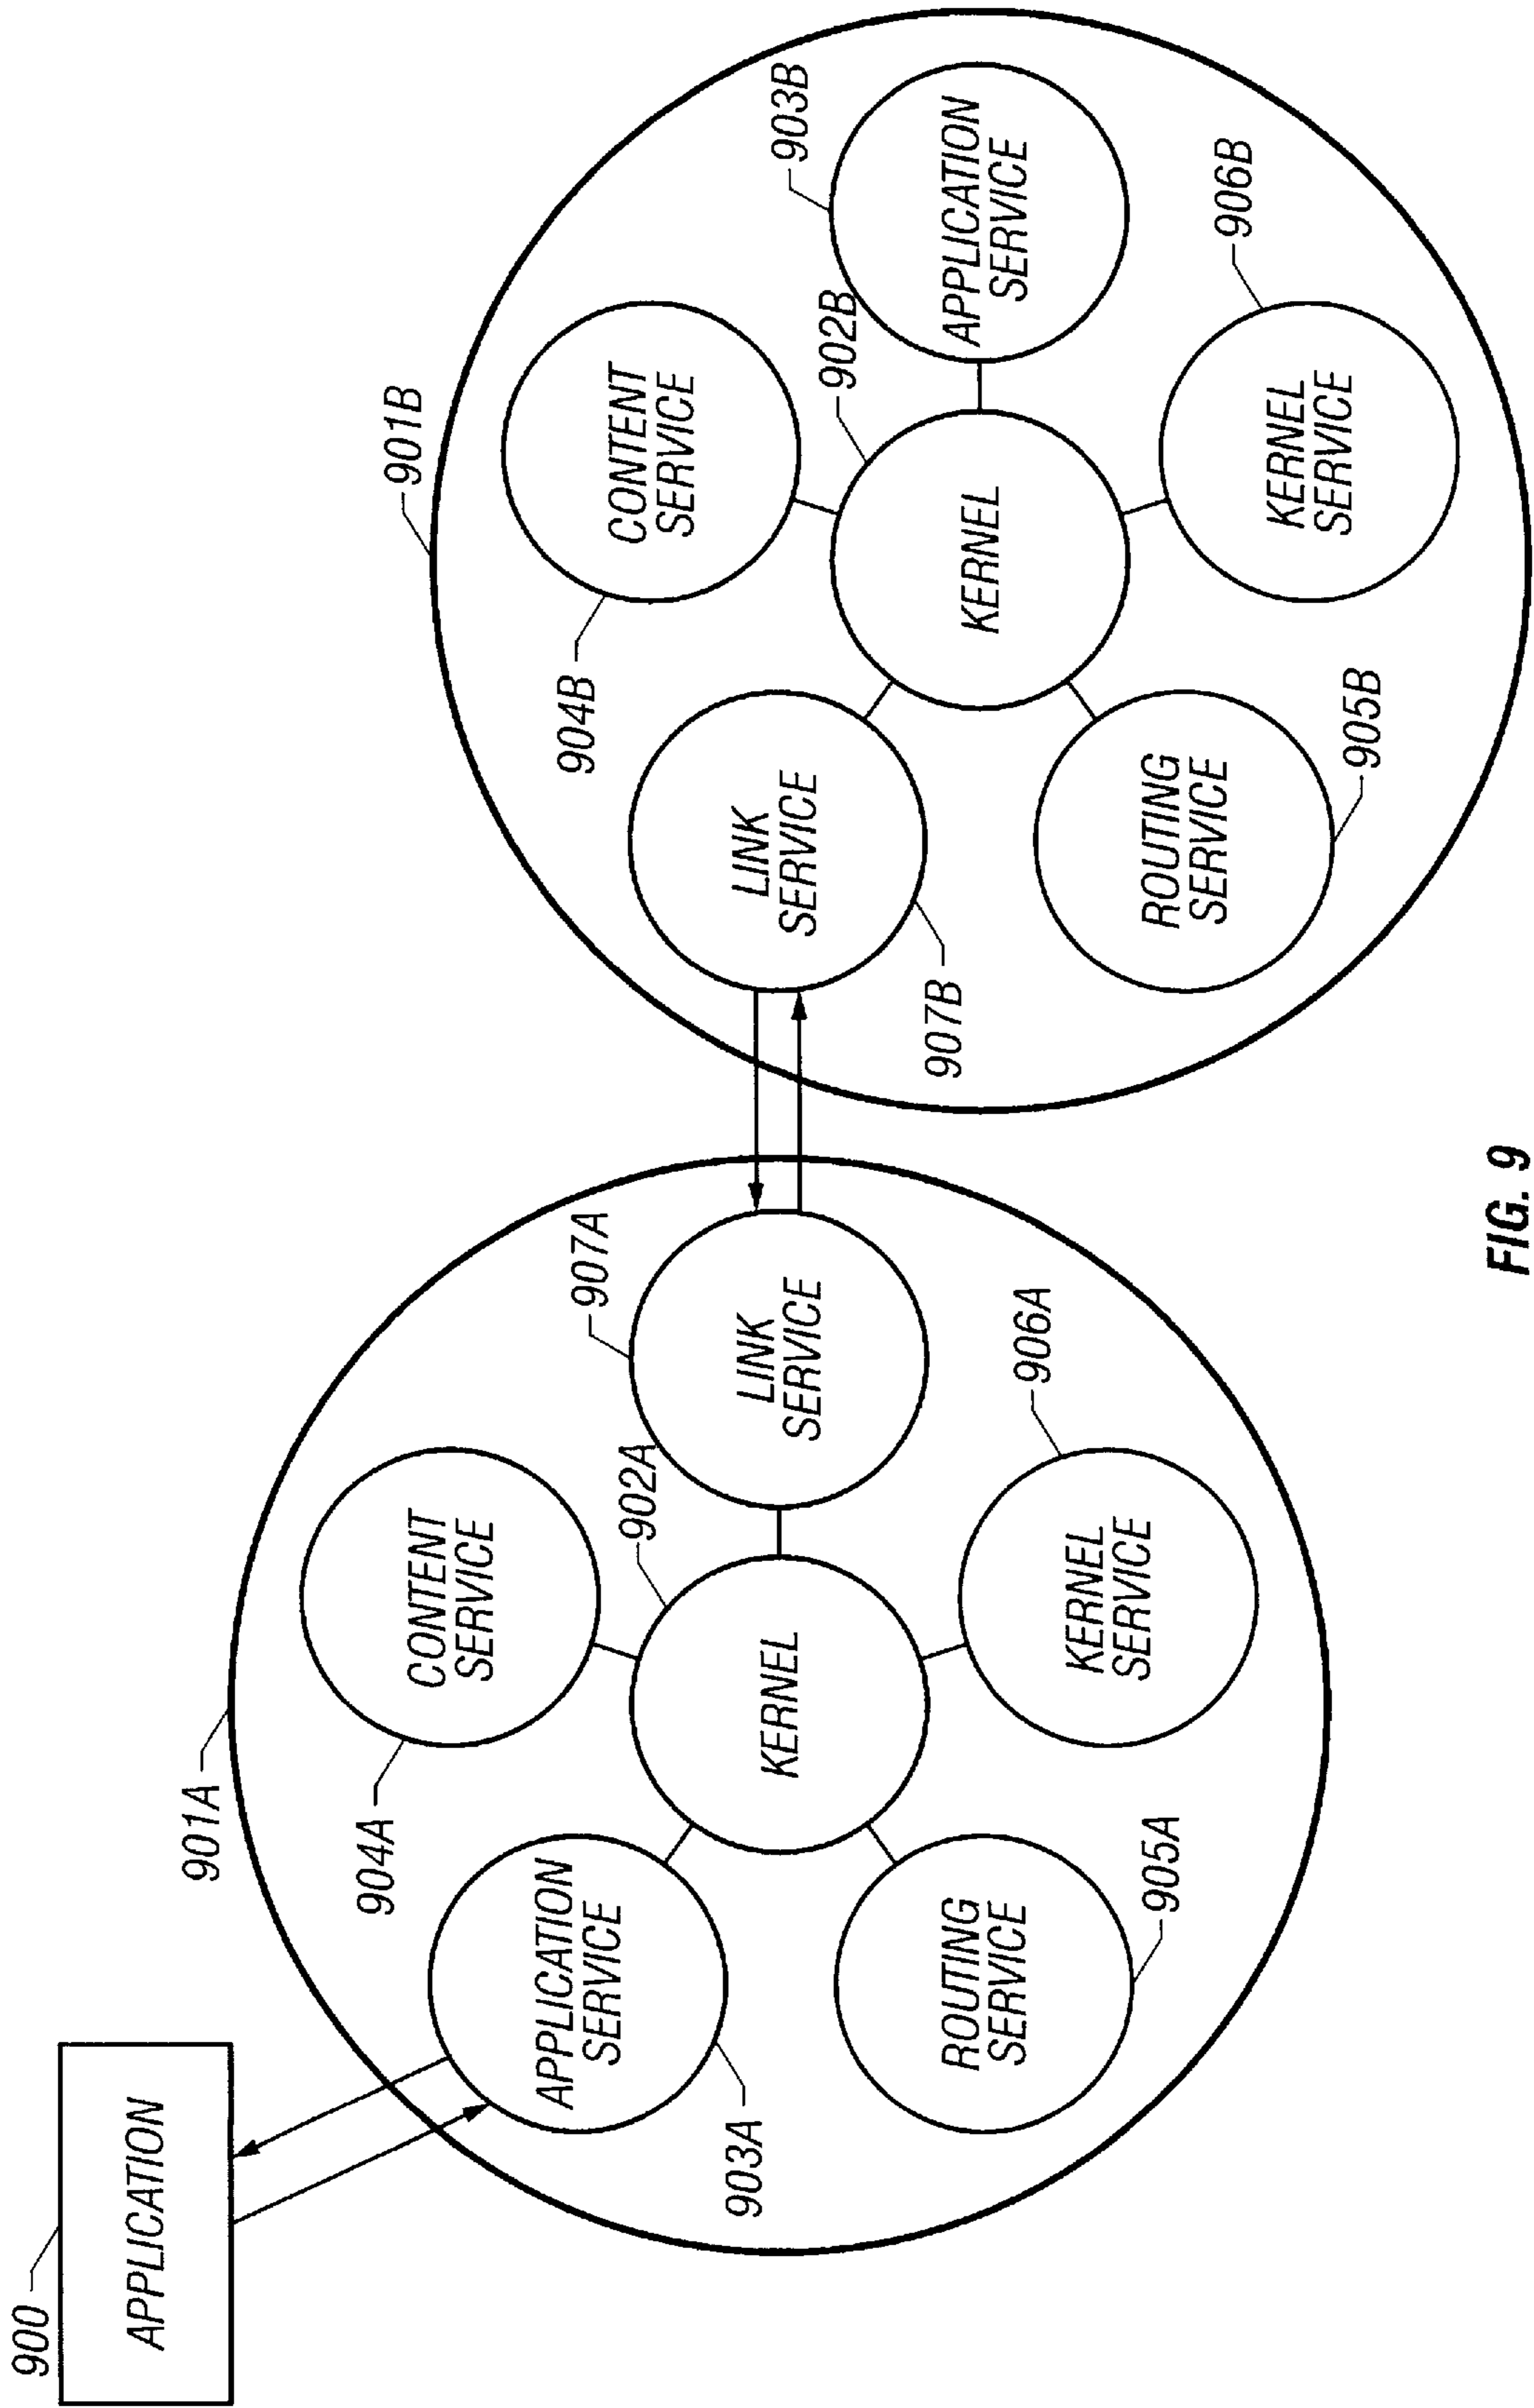 900
APPLICATION
901A
904A
CONTENT
SERVICE
903A
APPLICATION
SERVICE
902A
KERNEL
907A
LINK
SERVICE
905A
ROUTING
SERVICE
906A
KERNEL
SERVICE
901B
904B
CONTENT
SERVICE
907B
LINK
SERVICE
902B
KERNEL
903B
APPLICATION
SERVICE
905B
ROUTING
SERVICE
906B
KERNEL
SERVICE
FIG. 9